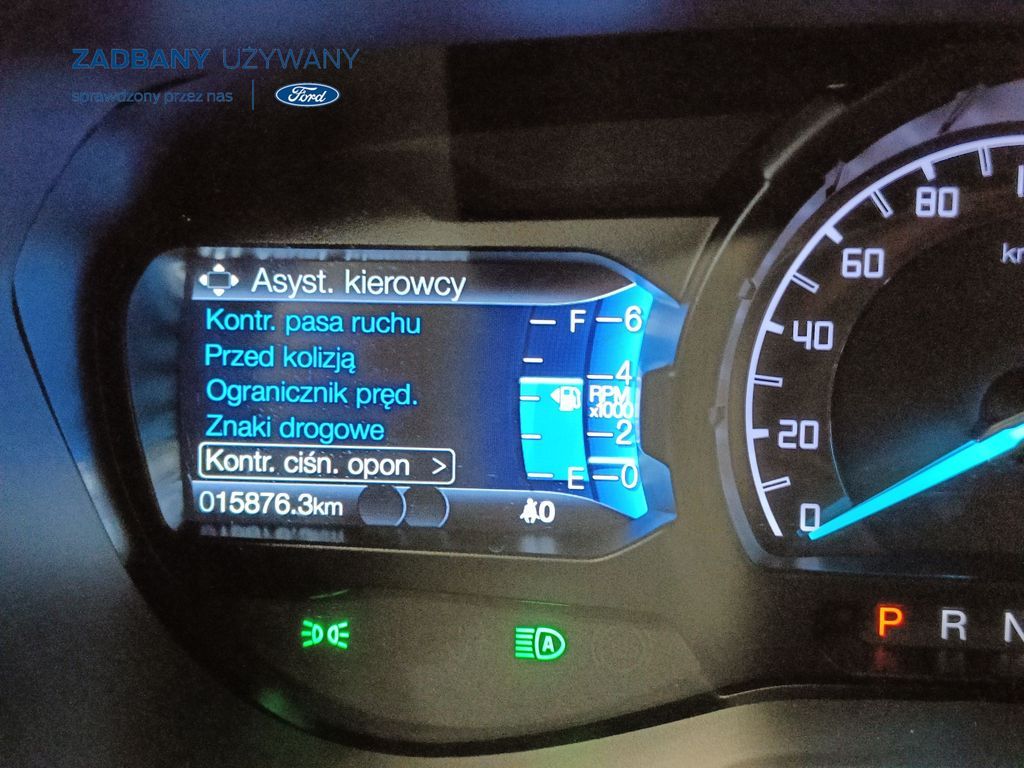 ZADBANY UŻYWANY
sprawdzony przez nas
Ford
Asyst. kierowcy
Kontr. pasa ruchu
Przed kolizją
Ogranicznik pręd.
Znaki drogowe
Kontr. ciśn. opon >
015876.3km
0
F
E
6
4
RPM
x1000
2
0
80
60
40
20
0
A
P R N